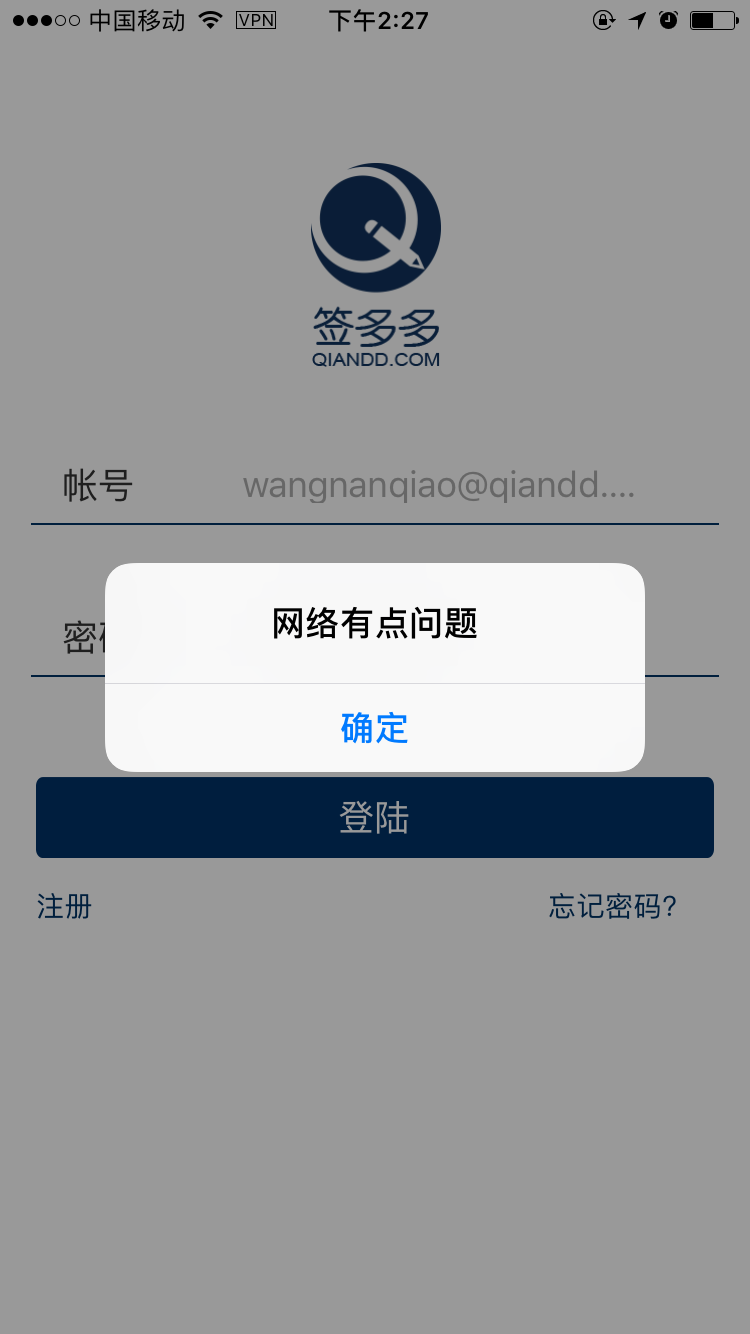 中国移动 VPN 下午2:27
签多多
QIANDD.COM
帐号 wangnanqiao@qiandd....
网络有点问题
密
确定
登陆
注册 忘记密码?